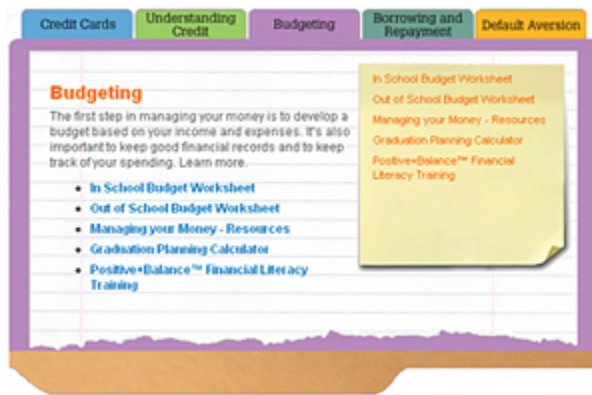 Credit Cards
Understanding
Credit
Budgeting
Borrowing and
Repayment
Default Aversion
Budgeting
The first step in managing your money is to develop a
budget based on your income and expenses. It's also
important to keep good financial records and to keep
track of your spending. Learn more.
• In School Budget Worksheet
• Out of School Budget Worksheet
• Managing your Money - Resources
• Graduation Planning Calculator
• Positive+Balance™ Financial Literacy
Training
In School Budget Worksheet
Out of School Budget Worksheet
Managing your Money - Resources
Graduation Planning Calculator
Positive+Balance™ Financial
Literacy Training